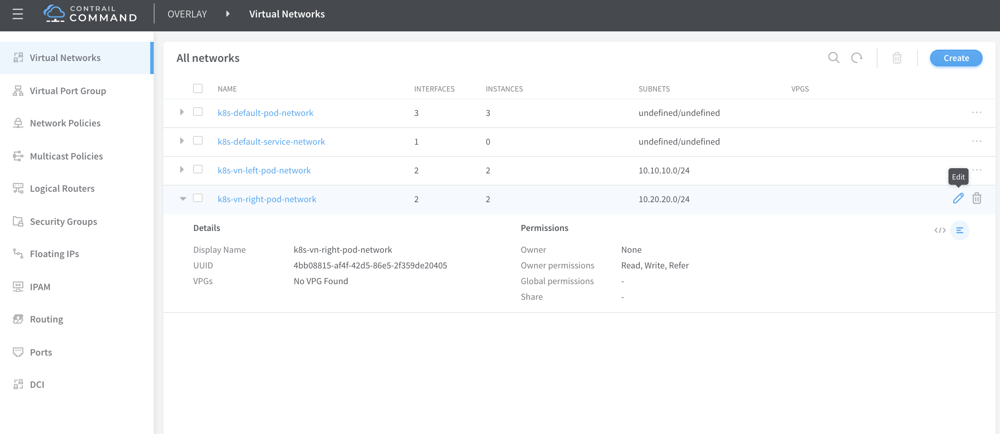 CONTRAIL
COMMAND
OVERLAY
Virtual Networks
Virtual Networks
Virtual Port Group
Network Policies
Multicast Policies
Logical Routers
Security Groups
Floating IPs
IPAM
Routing
Ports
DCI
All networks
Create
NAME INTERFACES INSTANCES SUBNETS VPGS
k8s-default-pod-network 3 3 undefined/undefined
k8s-default-service-network 1 0 undefined/undefined
k8s-vn-left-pod-network 2 2 10.10.10.0/24
Edit
k8s-vn-right-pod-network 2 2 10.20.20.0/24
Details
Display Name k8s-vn-right-pod-network
UUID 4bb08815-af4f-42d5-86e5-2f359de20405
VPGs No VPG Found
Permissions
Owner None
Owner permissions Read, Write, Refer
Global permissions -
Share -